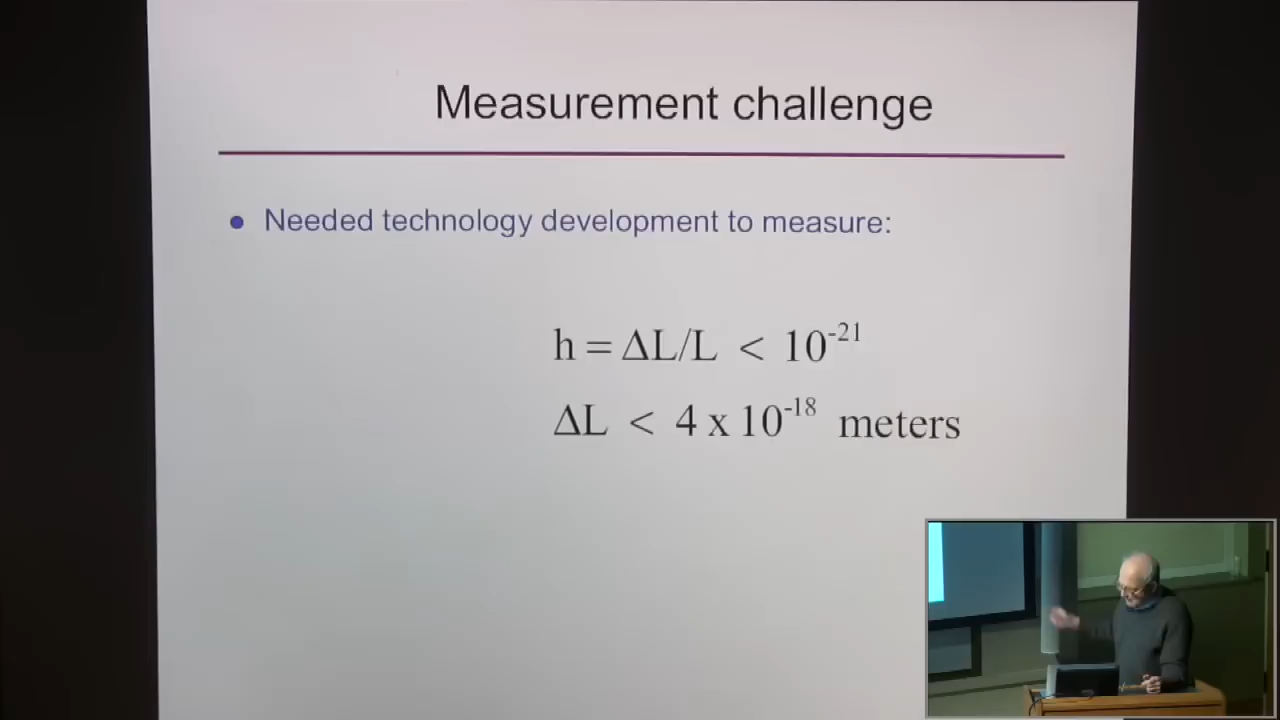 Measurement challenge
• Needed technology development to measure:
h = ΔL/L < 10⁻²¹
ΔL < 4 x 10⁻¹⁸ meters